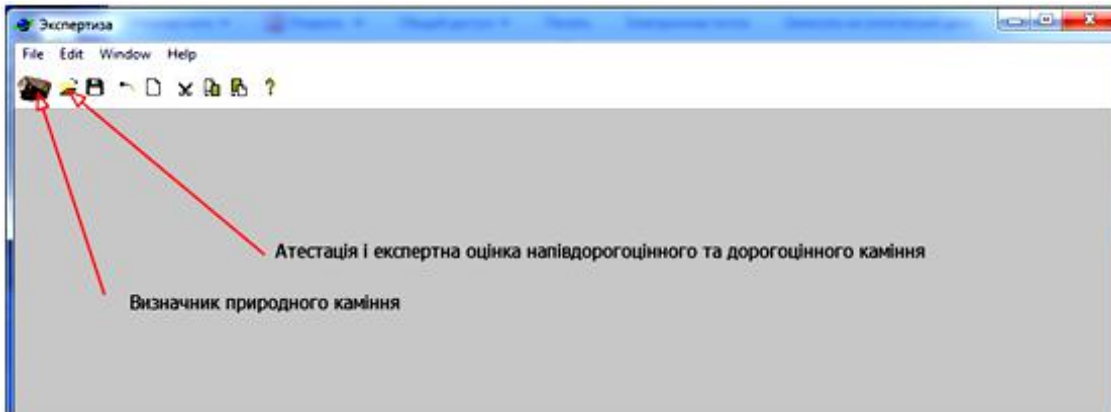 Экспертиза
File Edit Window Help
?
Атестація і експертна оцінка напівдорогоцінного та дорогоцінного каміння
Визначник природного каміння